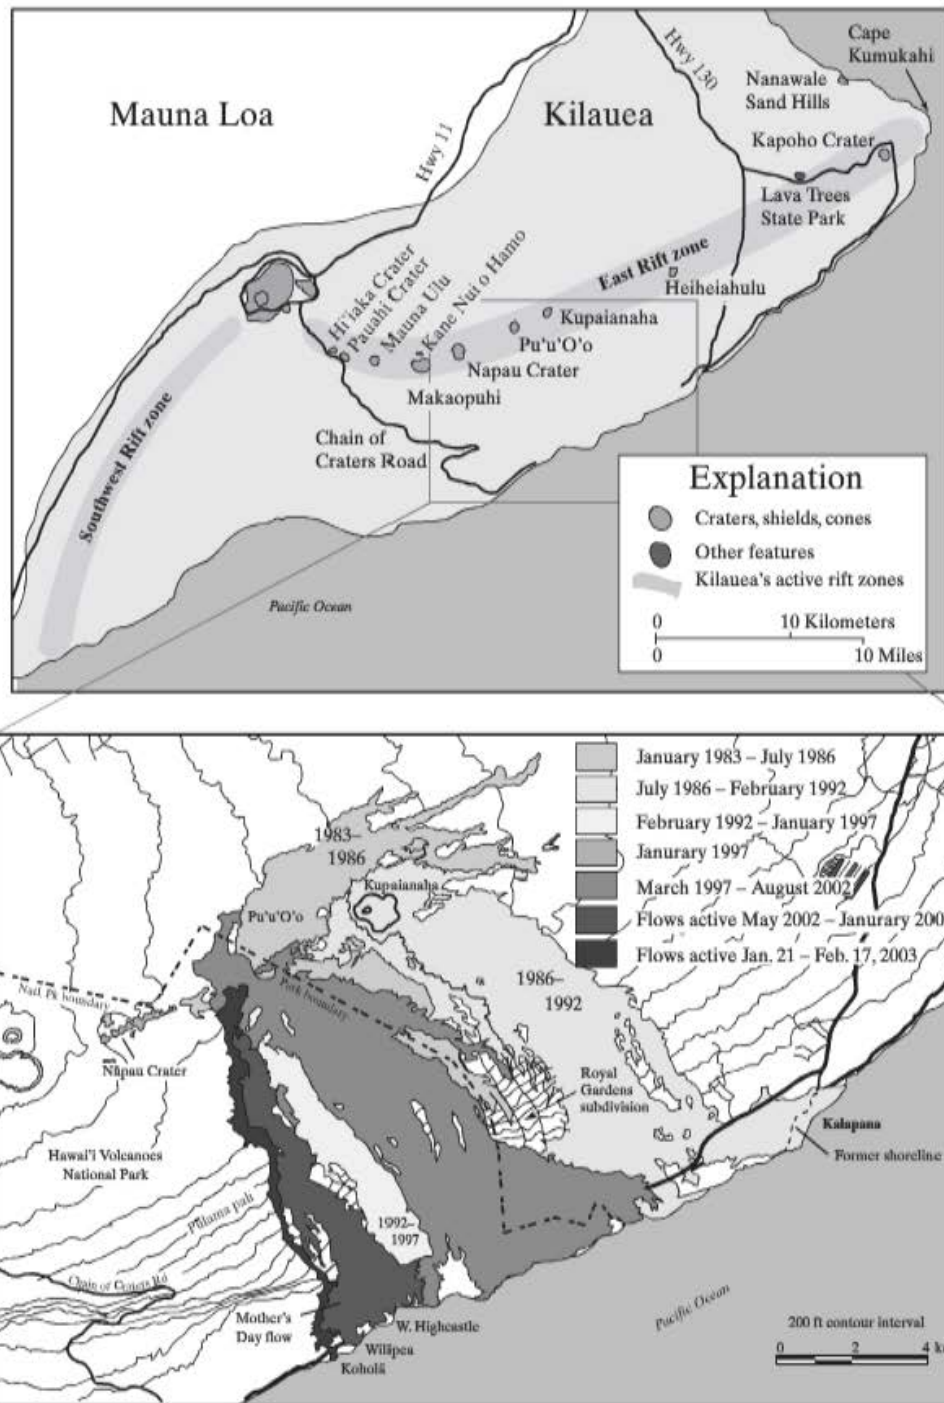 Cape
Kumukahi
Hwy 130
Nanawale
Sand Hills
Mauna Loa
Kilauea
Hwy 11
Kapoho Crater
Lava Trees
State Park
East Rift zone
Heiheiahulu
Hi'iaka Crater
Pauahi Crater
Mauna Ulu
Kane Nui o Hamo
Kupaianaha
Pu'u'O'o
Napau Crater
Makaopuhi
Chain of
Craters Road
Southwest Rift zone
Pacific Ocean
Explanation
Craters, shields, cones
Other features
Kilauea's active rift zones
0 10 Kilometers
0 10 Miles
January 1983 – July 1986
July 1986 – February 1992
February 1992 – January 1997
Janurary 1997
March 1997 – August 2002
Flows active May 2002 – Janurary 200
Flows active Jan. 21 – Feb. 17, 2003
1983–
1986
Kupaianaha
Pu'u'O'o
Natl Pk boundary
Park boundary
1986–
1992
Nāpau Crater
Royal
Gardens
subdivision
Kalapana
Former shoreline
Hawai'i Volcanoes
National Park
Pulama pali
1992–
1997
Chain of Craters Rd
Mother's
Day flow
W. Highcastle
Wilāpea
Koholā
Pacific Ocean
200 ft contour interval
0 2 4 k